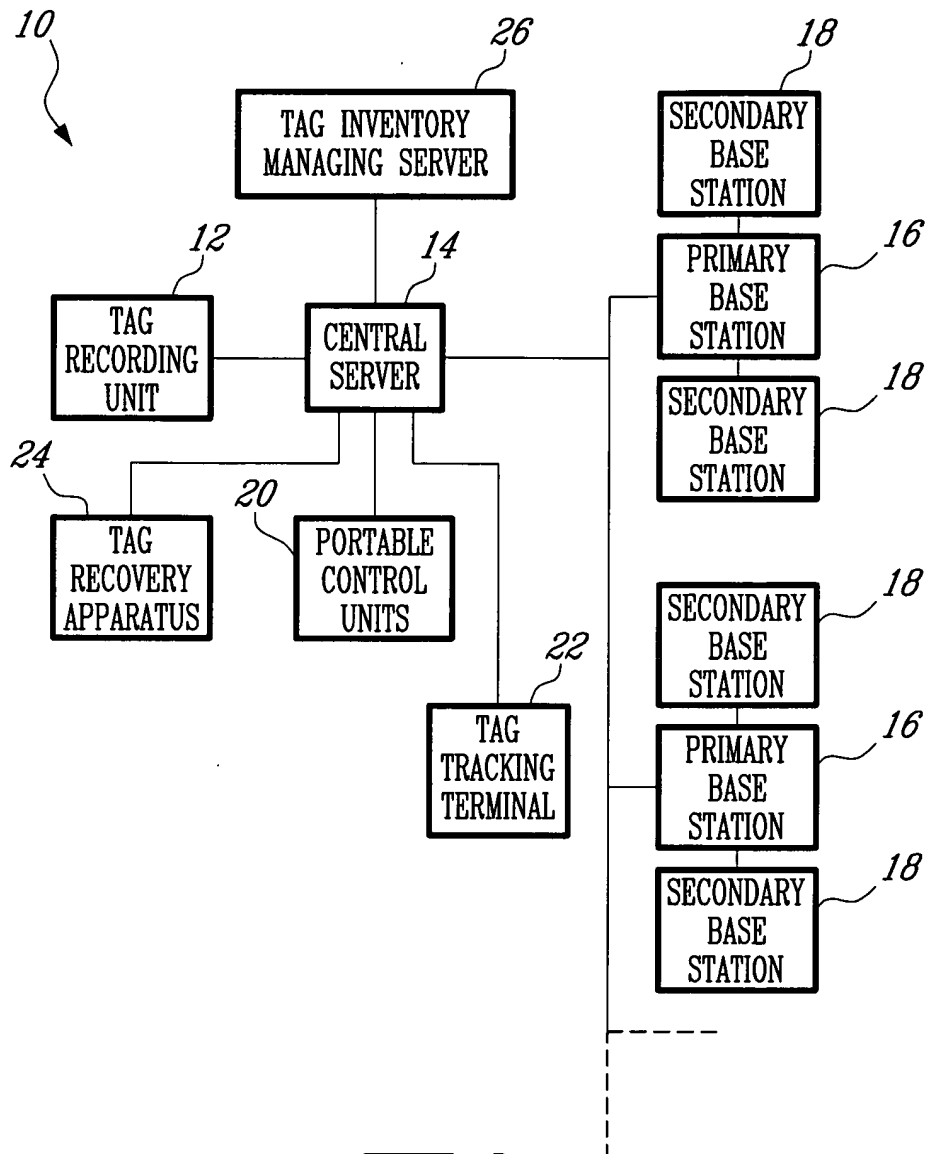 10
26
TAG INVENTORY
MANAGING SERVER
18
SECONDARY
BASE
STATION
12
TAG
RECORDING
UNIT
14
CENTRAL
SERVER
16
PRIMARY
BASE
STATION
18
SECONDARY
BASE
STATION
24
TAG
RECOVERY
APPARATUS
20
PORTABLE
CONTROL
UNITS
22
TAG
TRACKING
TERMINAL
18
SECONDARY
BASE
STATION
16
PRIMARY
BASE
STATION
18
SECONDARY
BASE
STATION